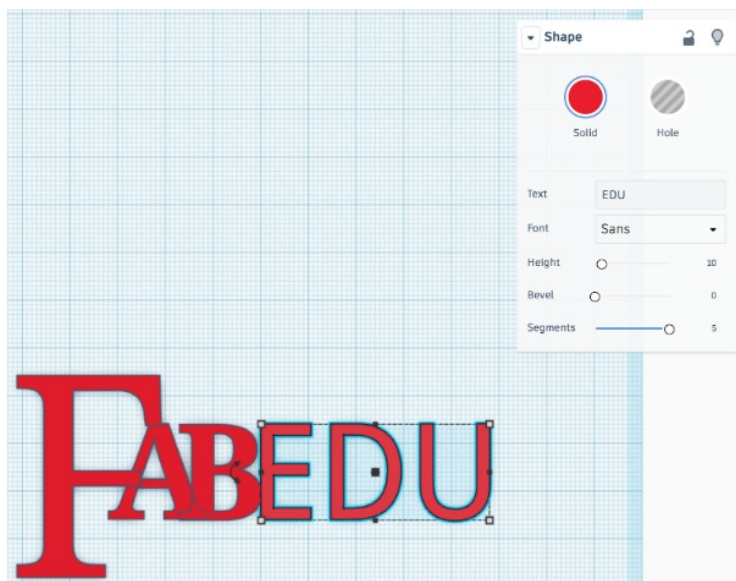 Shape
Solid Hole
Text EDU
Font Sans
Height 10
Bevel 0
Segments 5
FABEDU